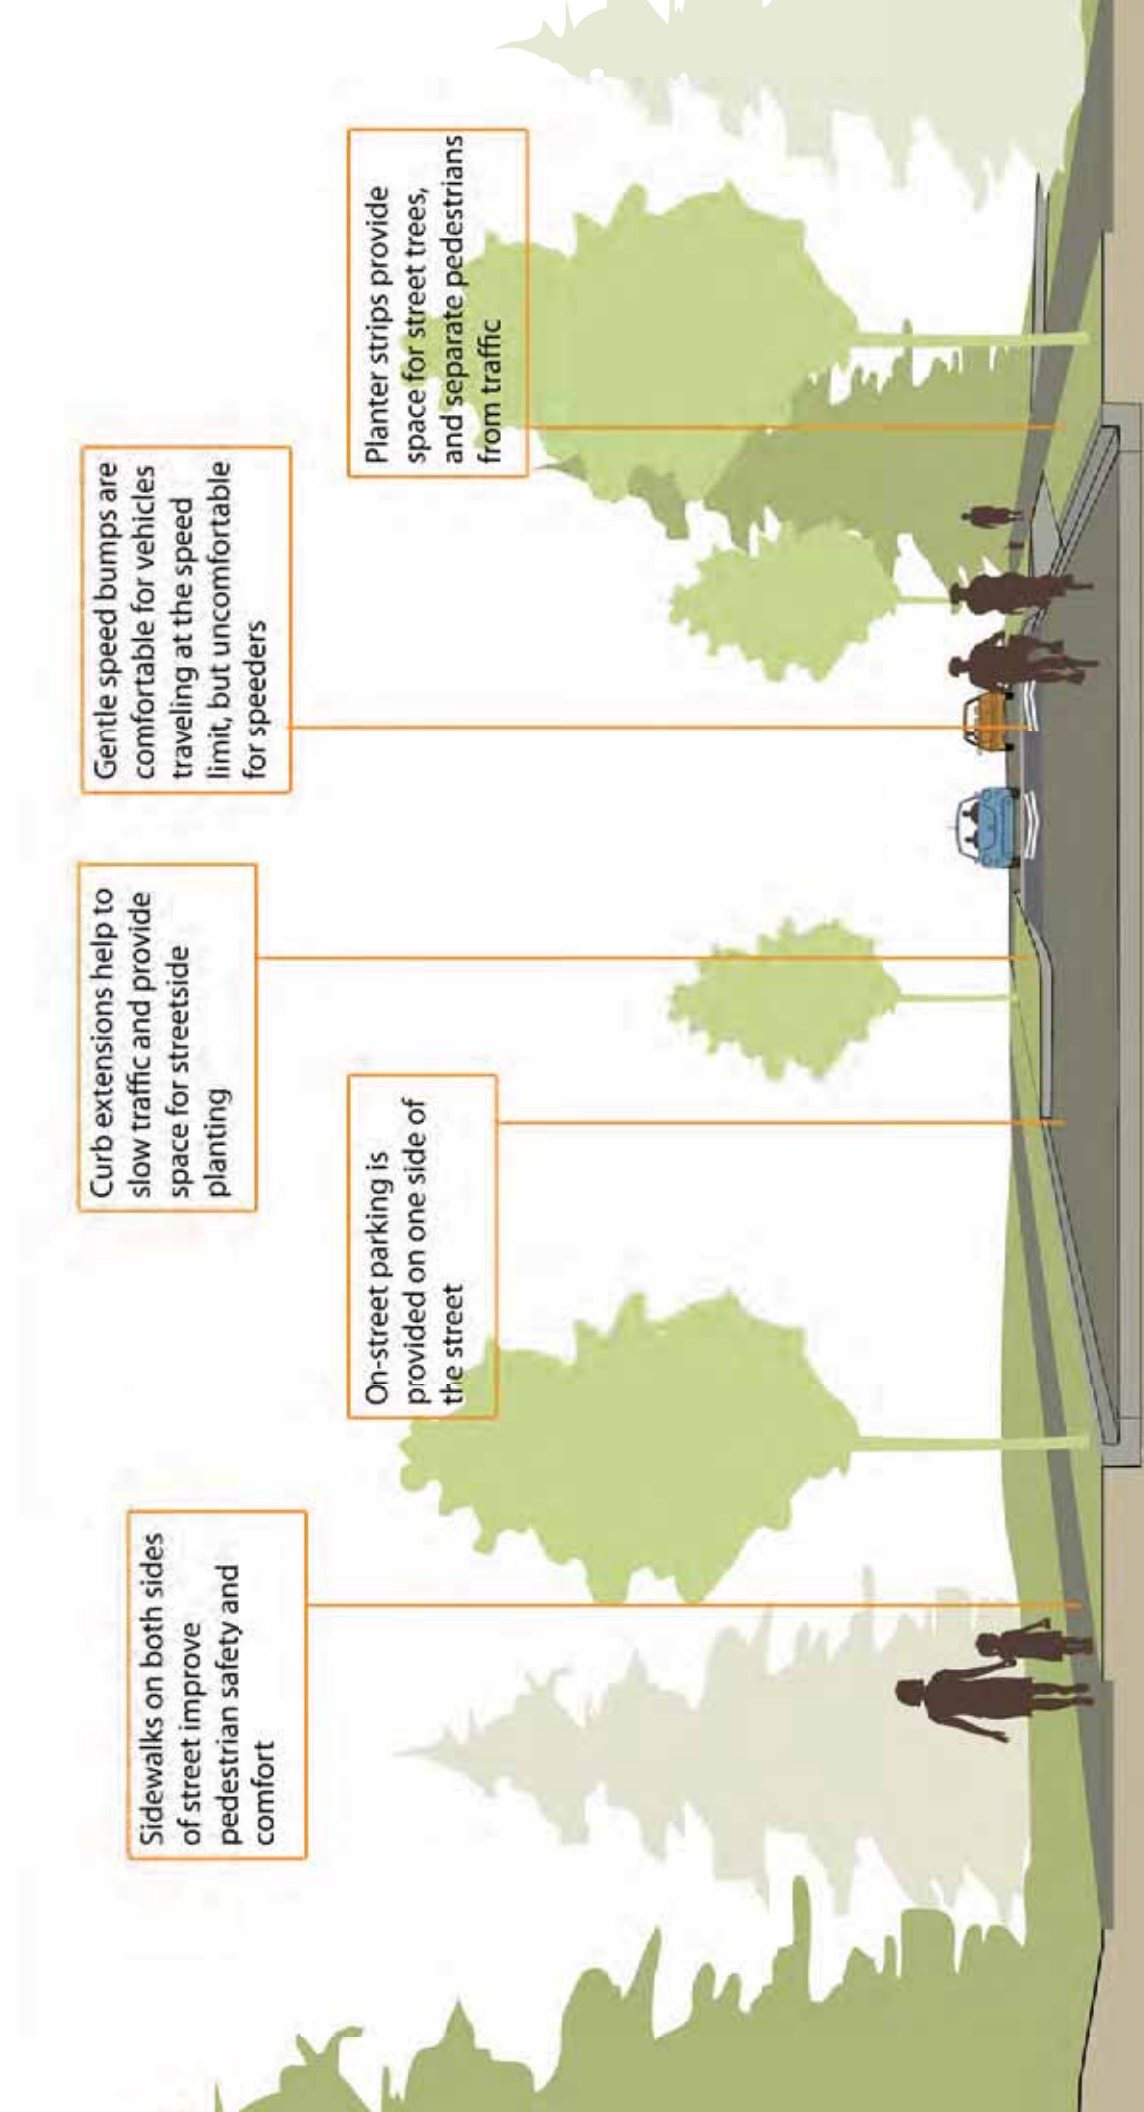 Sidewalks on both sides
of street improve
pedestrian safety and
comfort
On-street parking is
provided on one side of
the street
Curb extensions help to
slow traffic and provide
space for streetside
planting
Gentle speed bumps are
comfortable for vehicles
traveling at the speed
limit, but uncomfortable
for speeders
Planter strips provide
space for street trees,
and separate pedestrians
from traffic